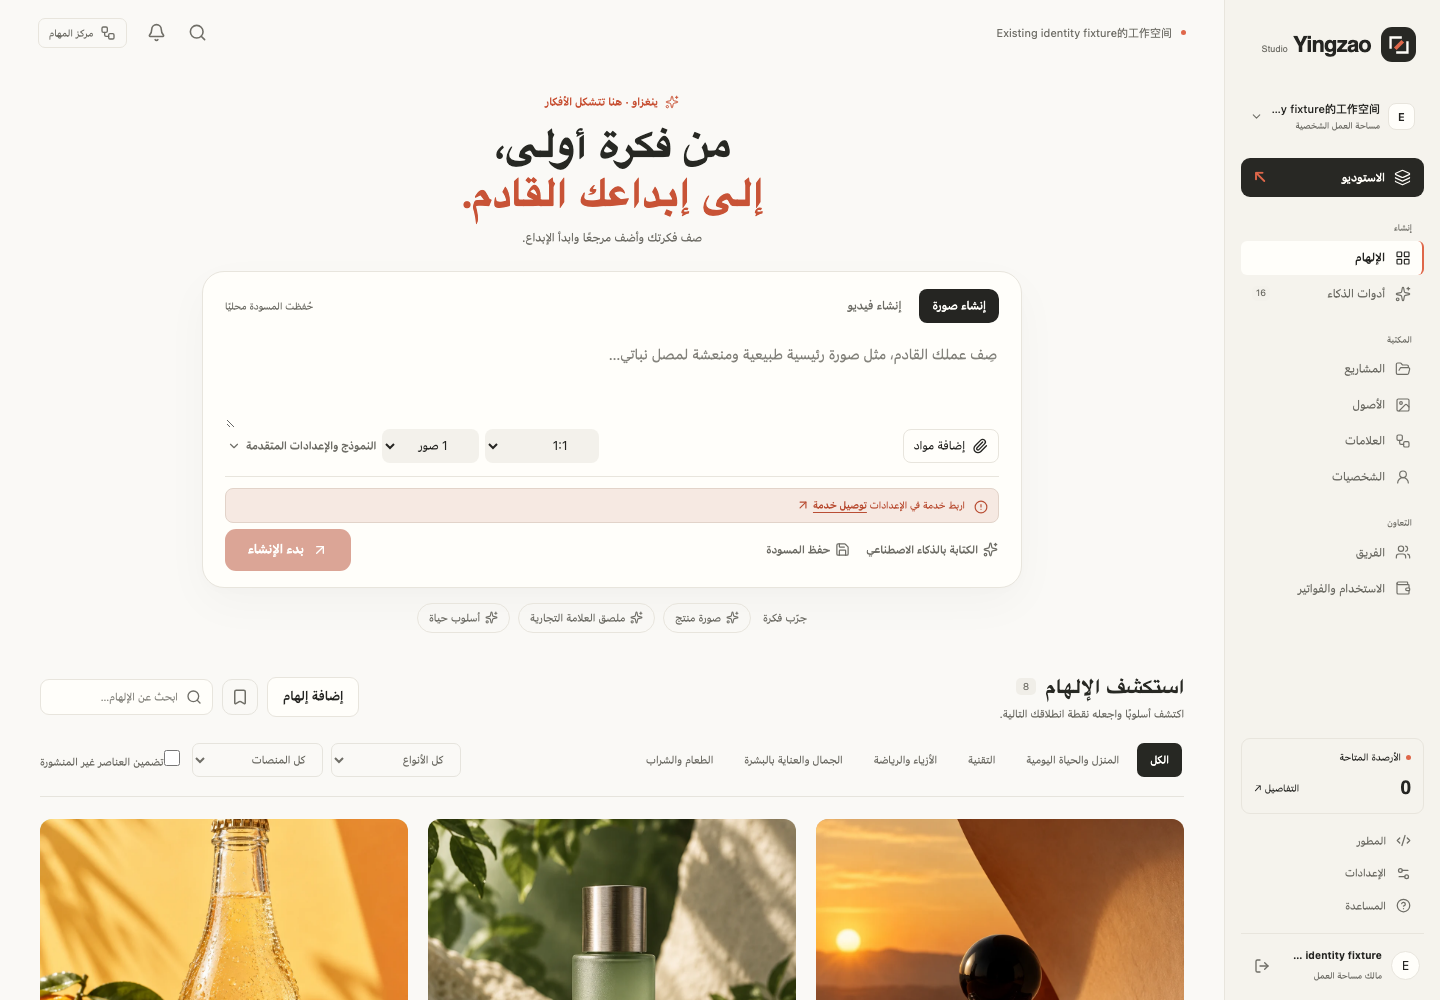 Yingzao Studio
E
...y fixture的工作空间
مساحة العمل الشخصية
الاستوديو
إنشاء
الإلهام
أدوات الذكاء
16
المكتبة
المشاريع
الأصول
العلامات
الشخصيات
التعاون
الفريق
الاستخدام والفواتير
الأرصدة المتاحة
0
التفاصيل
المطور
الإعدادات
المساعدة
E
... identity fixture
مالك مساحة العمل
Existing identity fixture的工作空间
مركز المهام
ينغزاو · هنا تتشكل الأفكار
من فكرة أولى،
إلى إبداعك القادم.
صف فكرتك وأضف مرجعًا وابدأ الإبداع.
إنشاء صورة
إنشاء فيديو
حُفظت المسودة محليًا
صِف عملك القادم، مثل صورة رئيسية طبيعية ومنعشة لمصل نباتي...
إضافة مواد
1:1
1 صور
النموذج والإعدادات المتقدمة
اربط خدمة في الإعدادات توصيل خدمة
الكتابة بالذكاء الاصطناعي
حفظ المسودة
بدء الإنشاء
جرّب فكرة
صورة منتج
ملصق العلامة التجارية
أسلوب حياة
استكشف الإلهام
8
اكتشف أسلوبًا واجعله نقطة انطلاقك التالية.
إضافة إلهام
ابحث عن الإلهام...
الكل
المنزل والحياة اليومية
التقنية
الأزياء والرياضة
الجمال والعناية بالبشرة
الطعام والشراب
كل الأنواع
كل المنصات
تضمين العناصر غير المنشورة